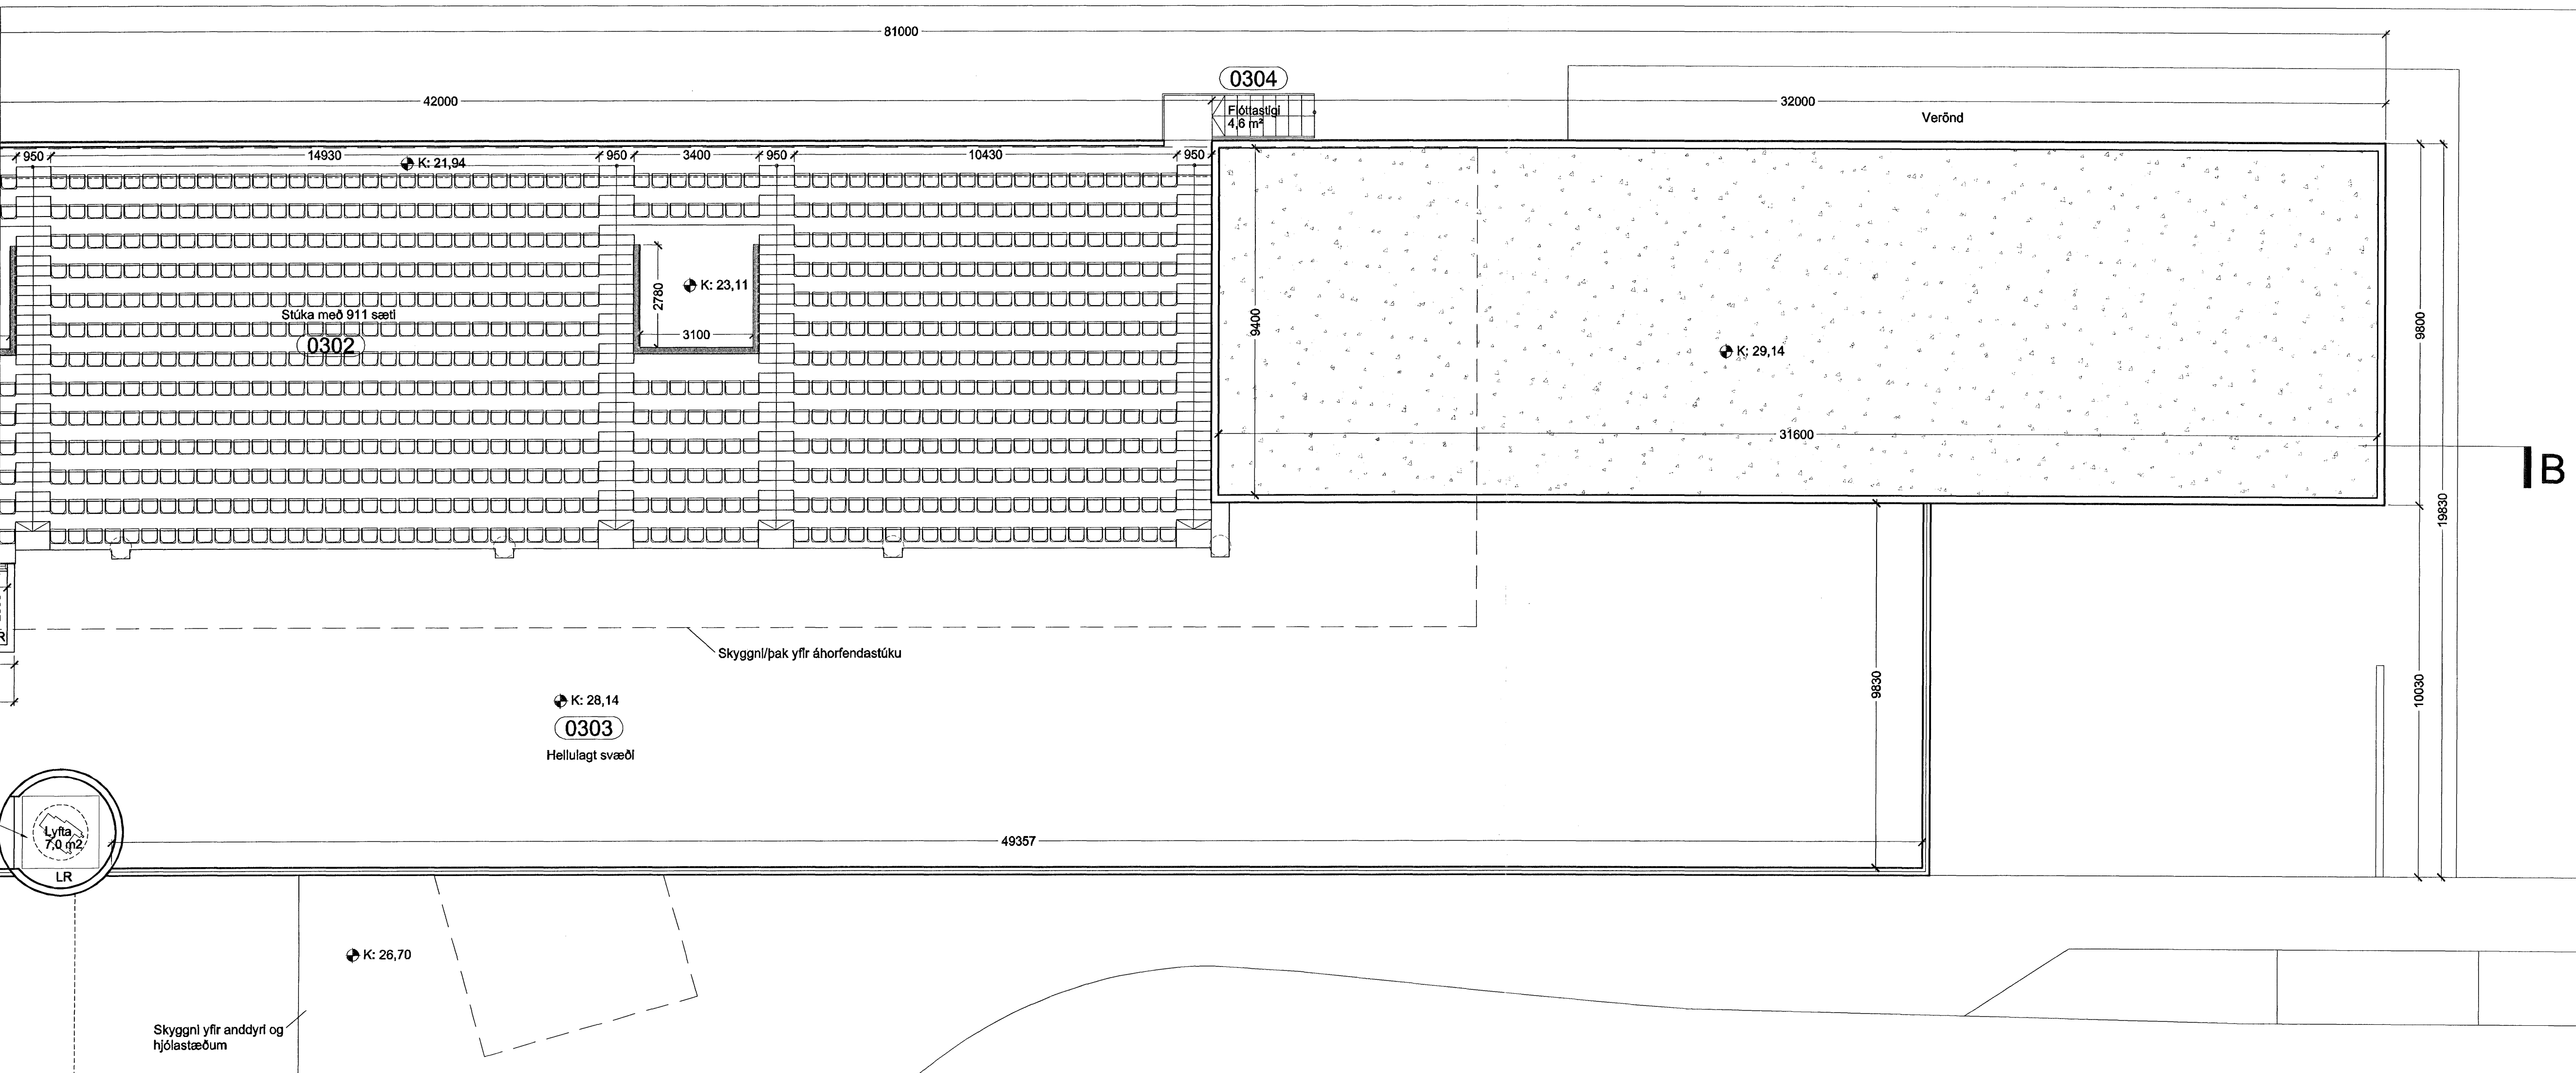 81000
0304
42000
32000
Flóttastigi
4,6 m²
Verönd
950
14930
K: 21,94
950
3400
950
10430
950
2780
K: 23,11
3100
Stúka með 911 sæti
0302
9400
K: 29,14
9800
31600
B
19830
Skyggni/þak yfir áhorfendastúku
K: 28,14
0303
Hellulagt svæði
9830
10030
Lyfta
7,0 m2
49357
LR
K: 26,70
Skyggni yfir anddyri og
hjólastæðum